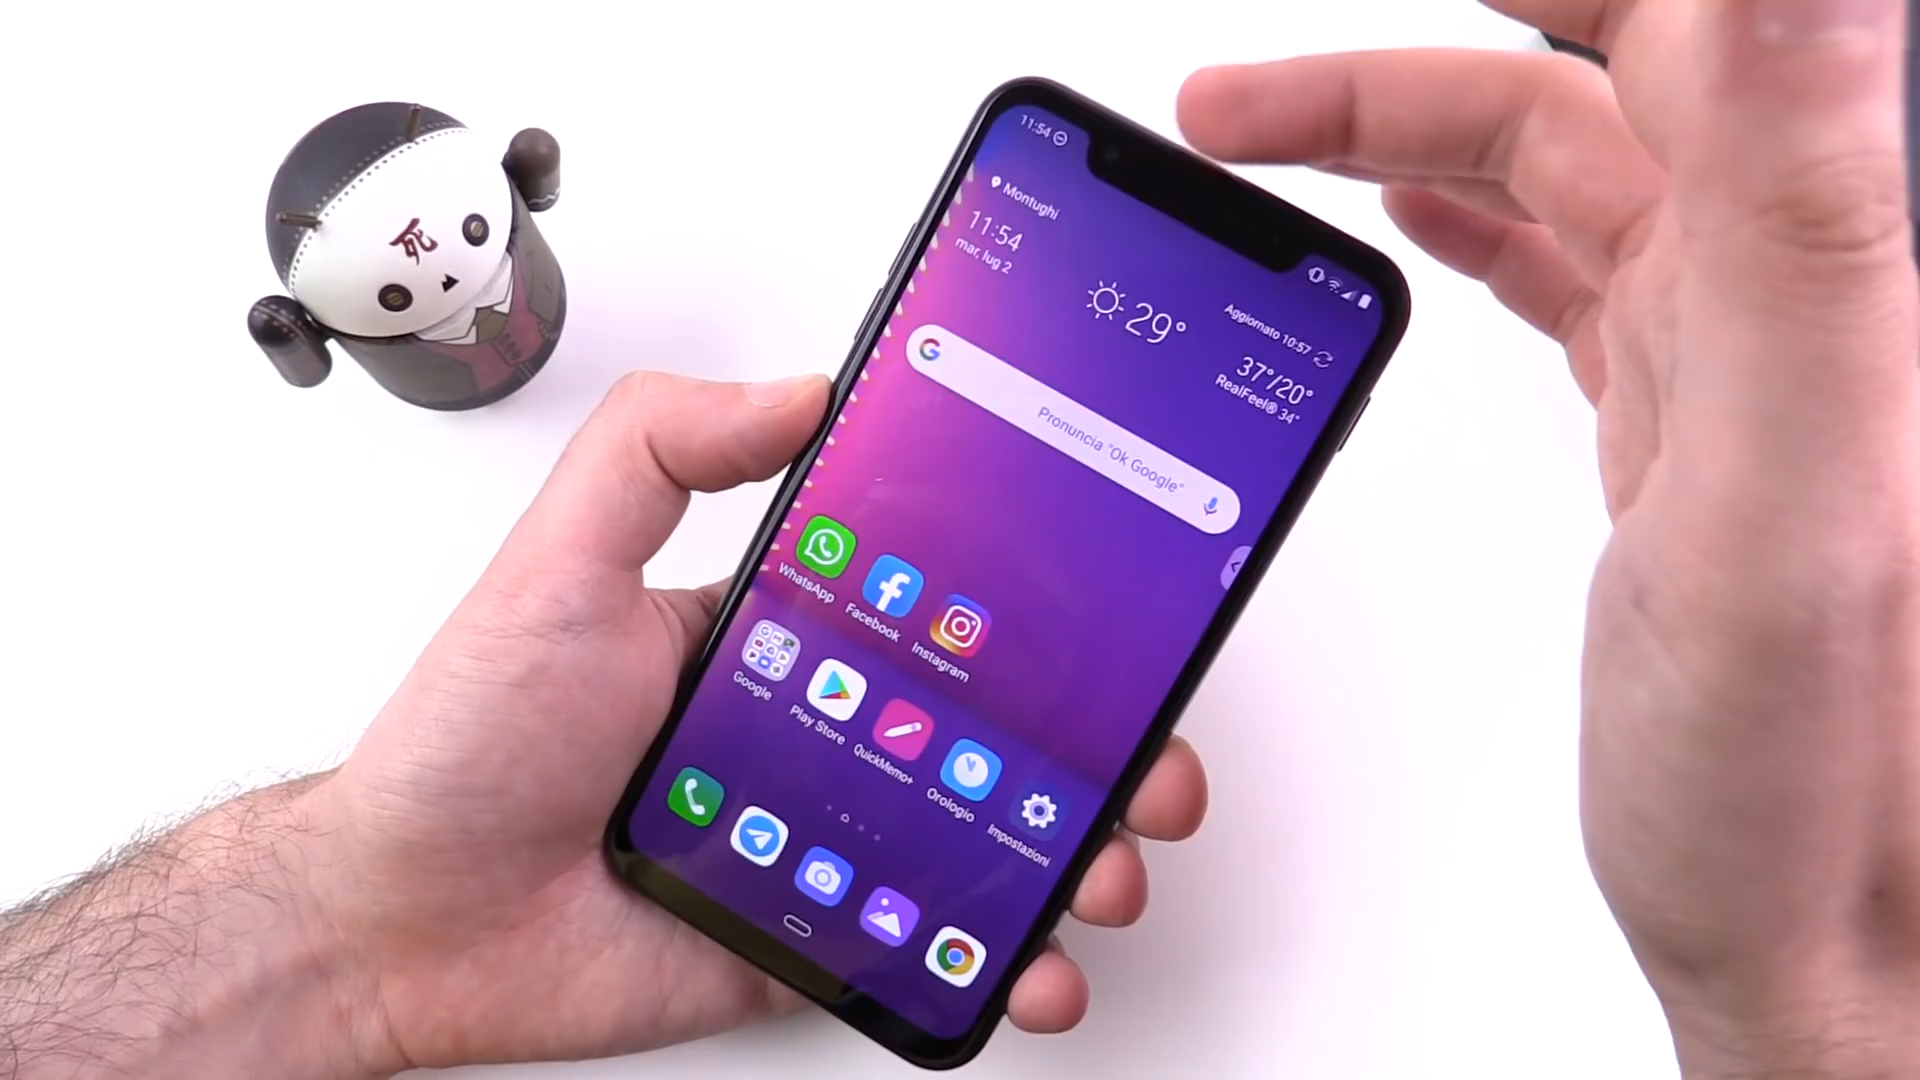 死
11:54
Montughi
11:54
mar, lug 2
29°
Aggiornato 10:57
37°/20°
RealFeel® 34°
Pronuncia "Ok Google"
WhatsApp
Facebook
Instagram
Google
Play Store
QuickMemo+
Orologio
Impostazioni